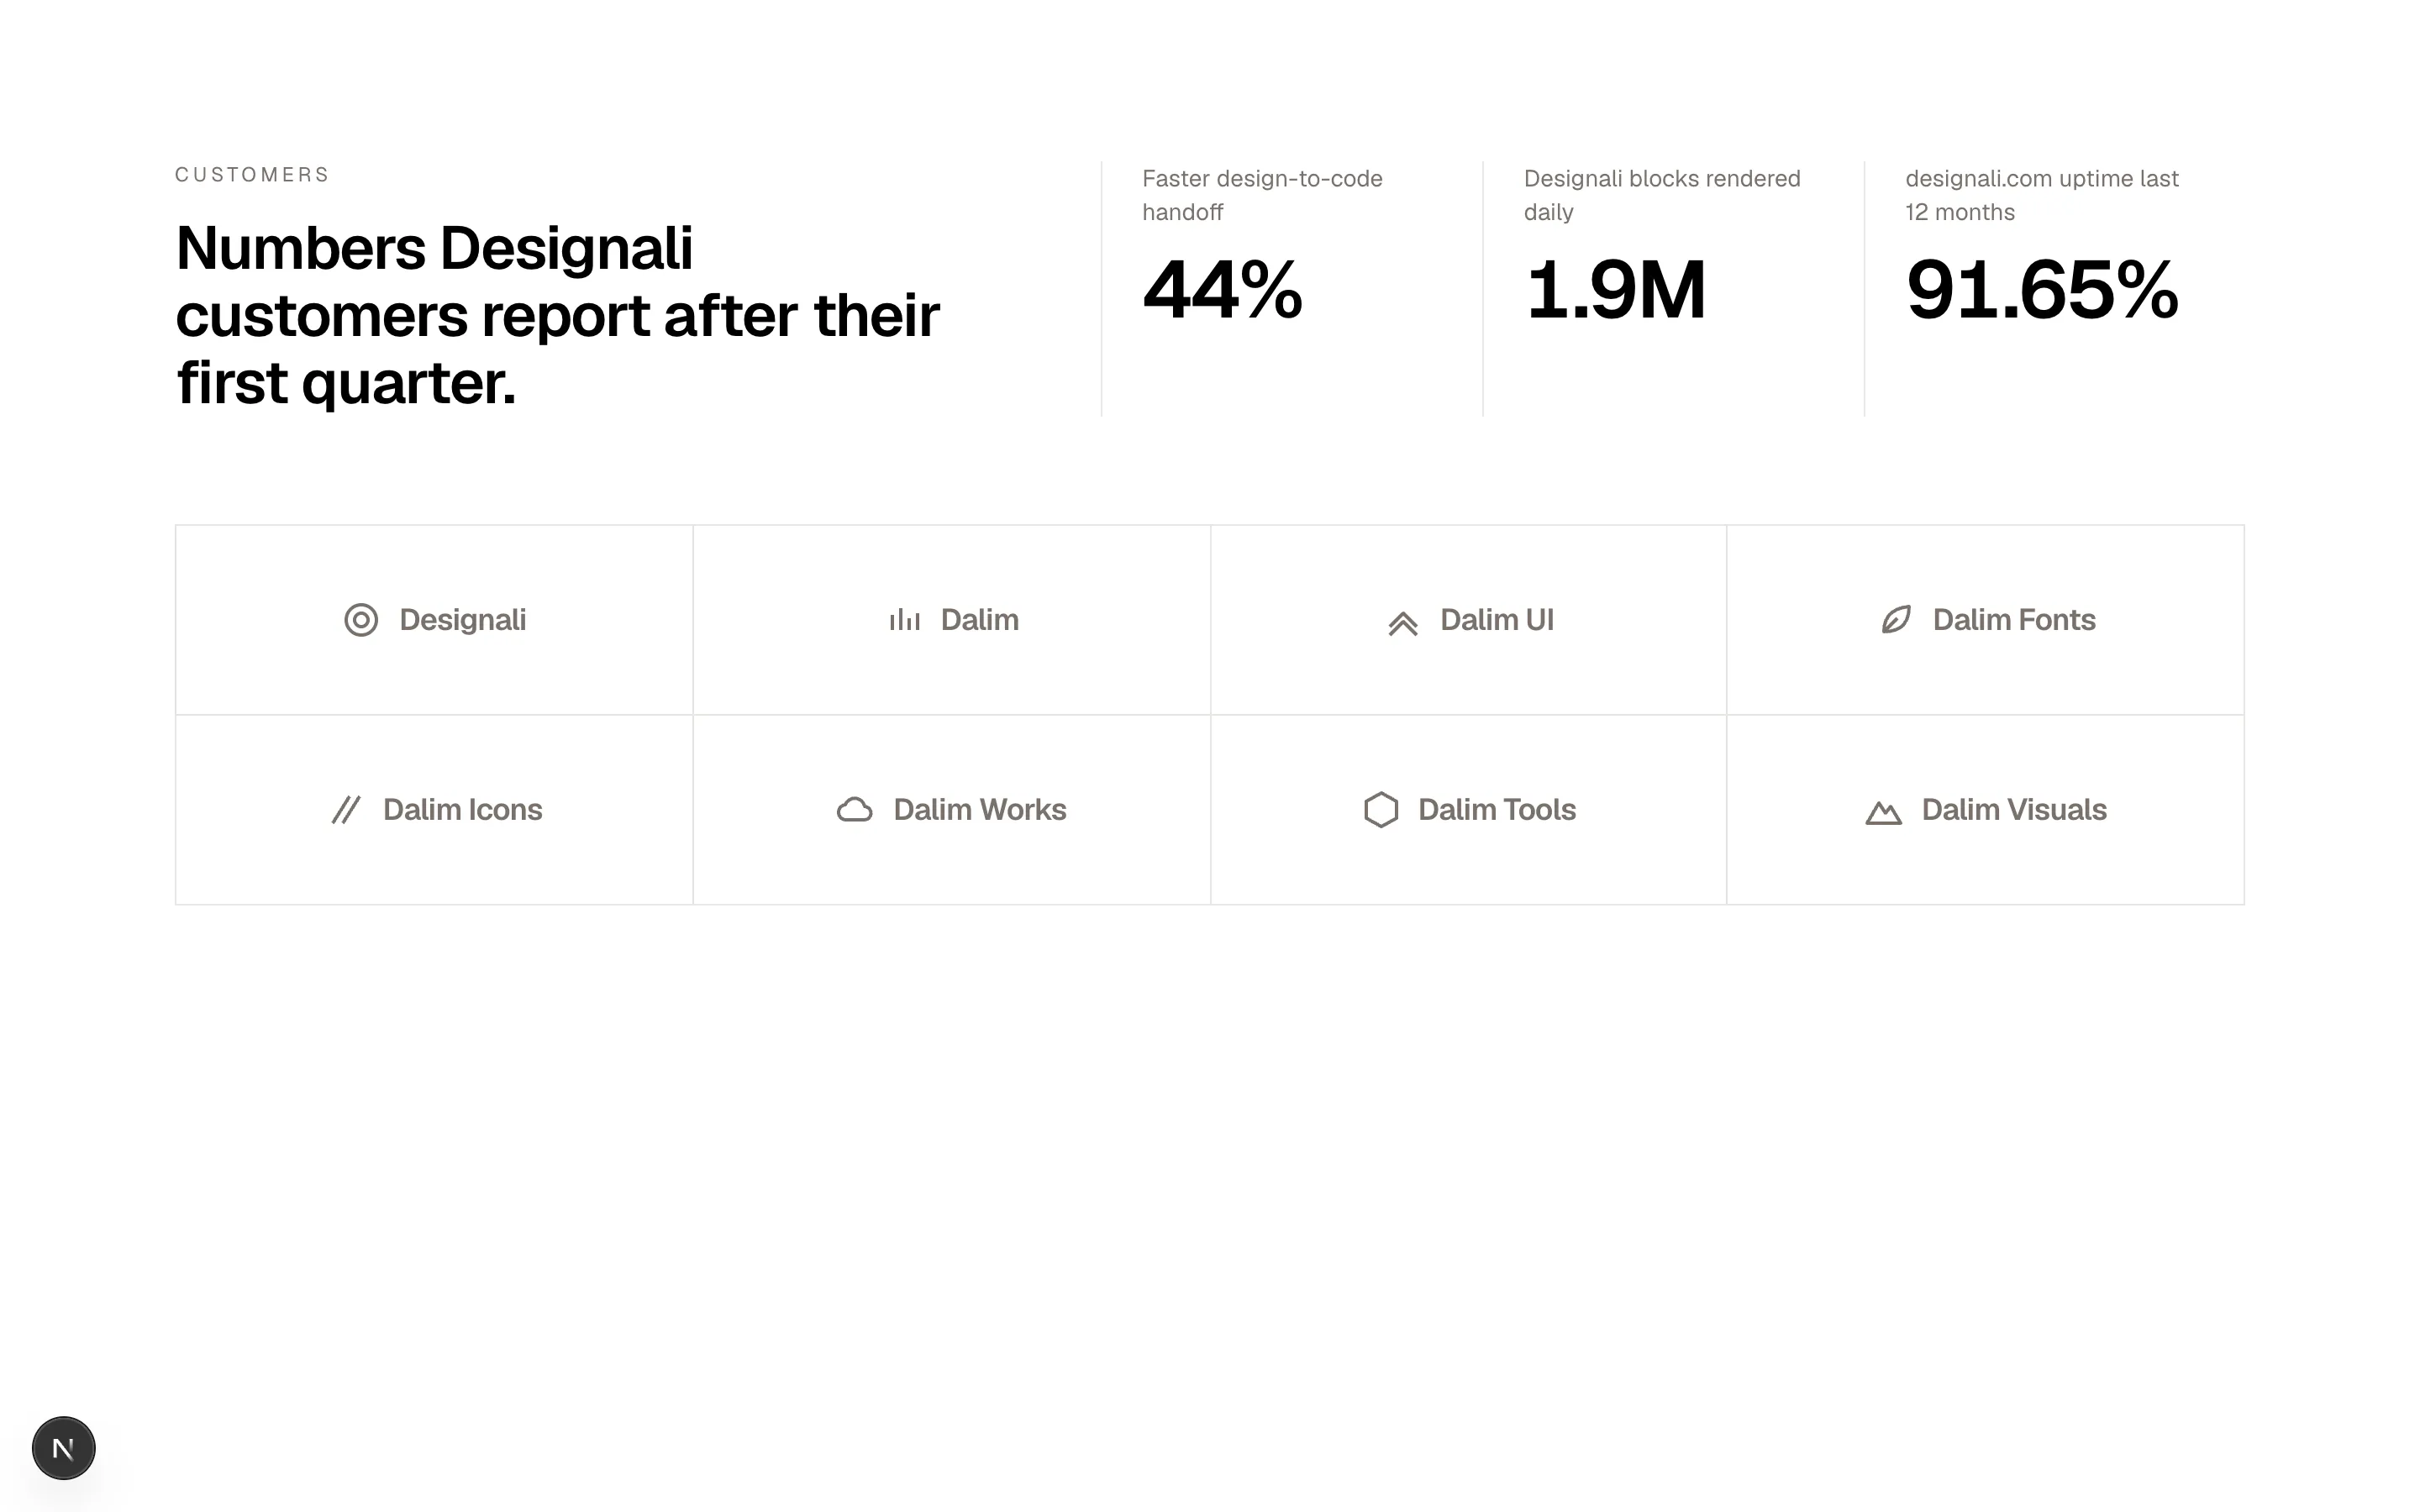 CUSTOMERS
Numbers Designali
customers report after their
first quarter.
Faster design-to-code
handoff
44%
Designali blocks rendered
daily
1.9M
designali.com uptime last
12 months
91.65%
Designali
Dalim
Dalim UI
Dalim Fonts
Dalim Icons
Dalim Works
Dalim Tools
Dalim Visuals
N